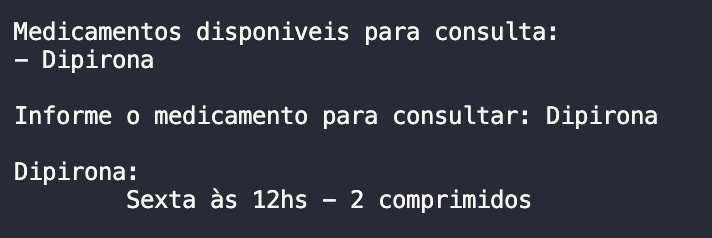 Medicamentos disponiveis para consulta:
- Dipirona
Informe o medicamento para consultar: Dipirona
Dipirona:
Sexta às 12hs - 2 comprimidos